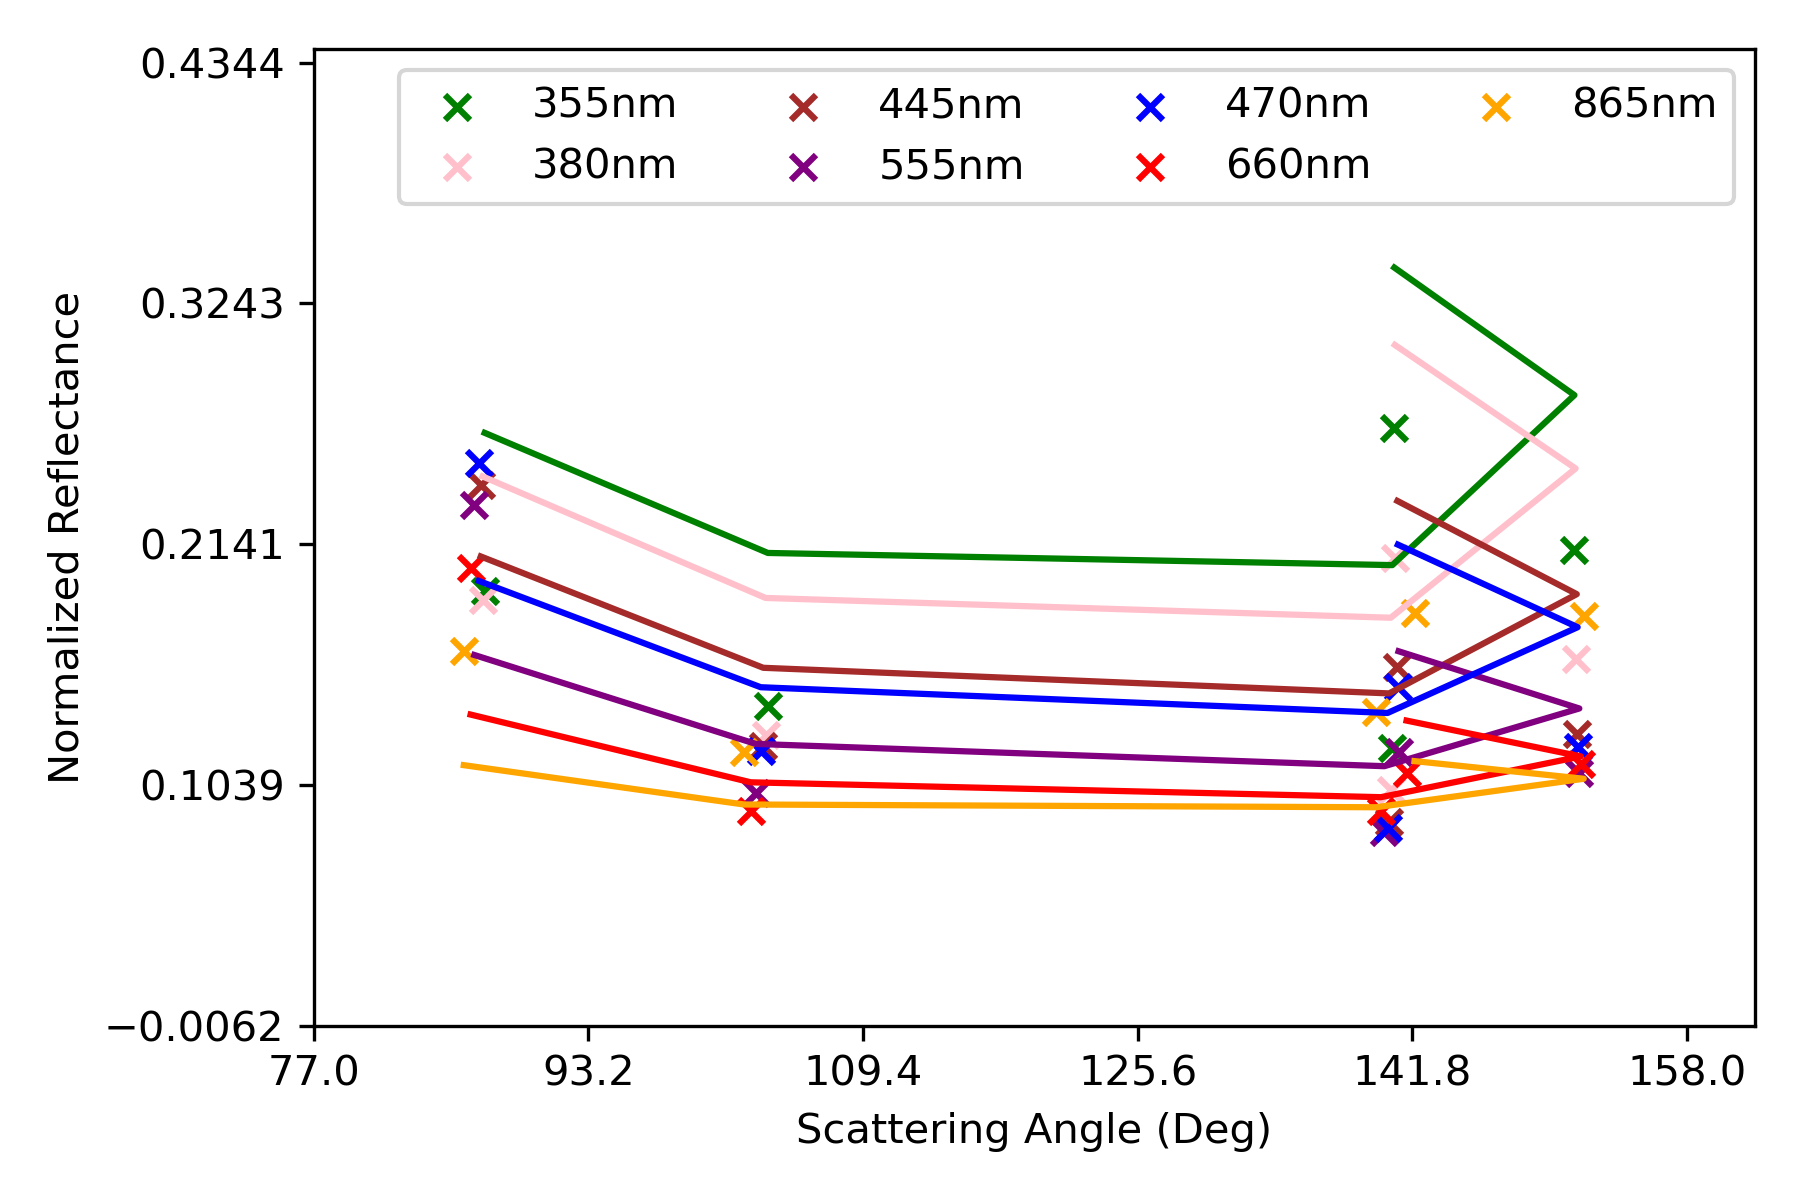 0.4344
0.3243
0.2141
0.1039
−0.0062
Normalized Reflectance
355nm 445nm 470nm 865nm
380nm 555nm 660nm
77.0 93.2 109.4 125.6 141.8 158.0
Scattering Angle (Deg)